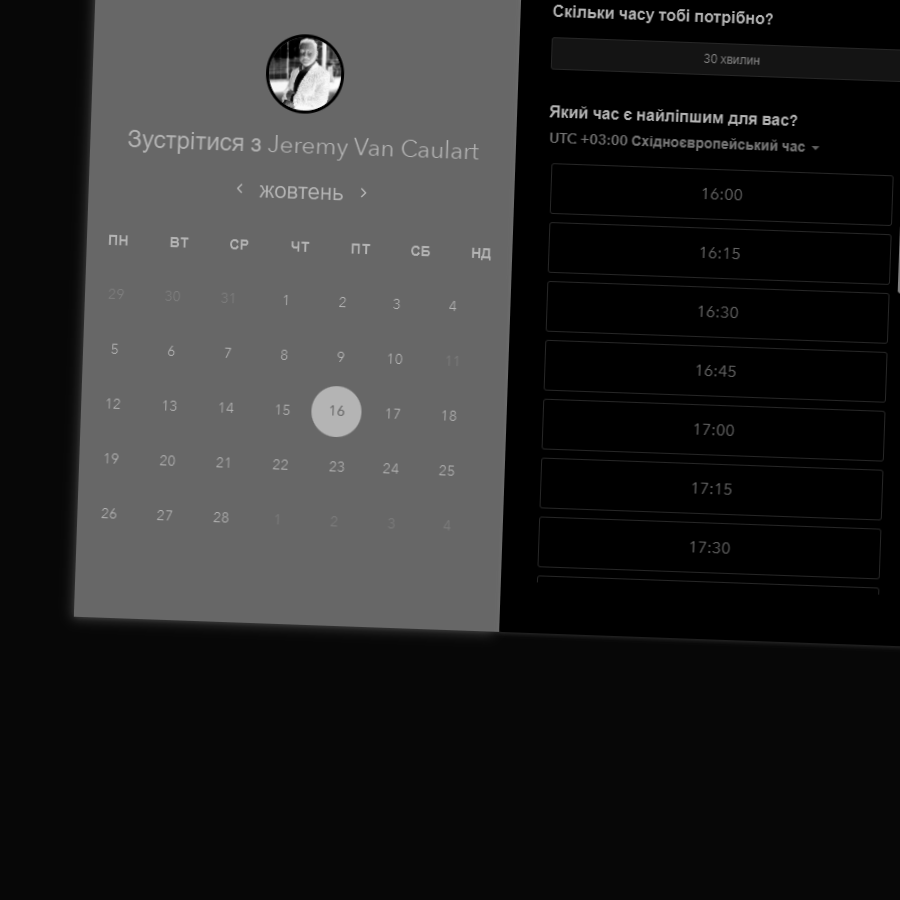 Зустрітися з Jeremy Van Caulart
жовтень
ПН ВТ СР ЧТ ПТ СБ НД
29 30 31 1 2 3 4
5 6 7 8 9 10 11
12 13 14 15 16 17 18
19 20 21 22 23 24 25
26 27 28 1 2 3 4
Скільки часу тобі потрібно?
30 хвилин
Який час є найліпшим для вас?
UTC +03:00 Східноєвропейський час
16:00
16:15
16:30
16:45
17:00
17:15
17:30